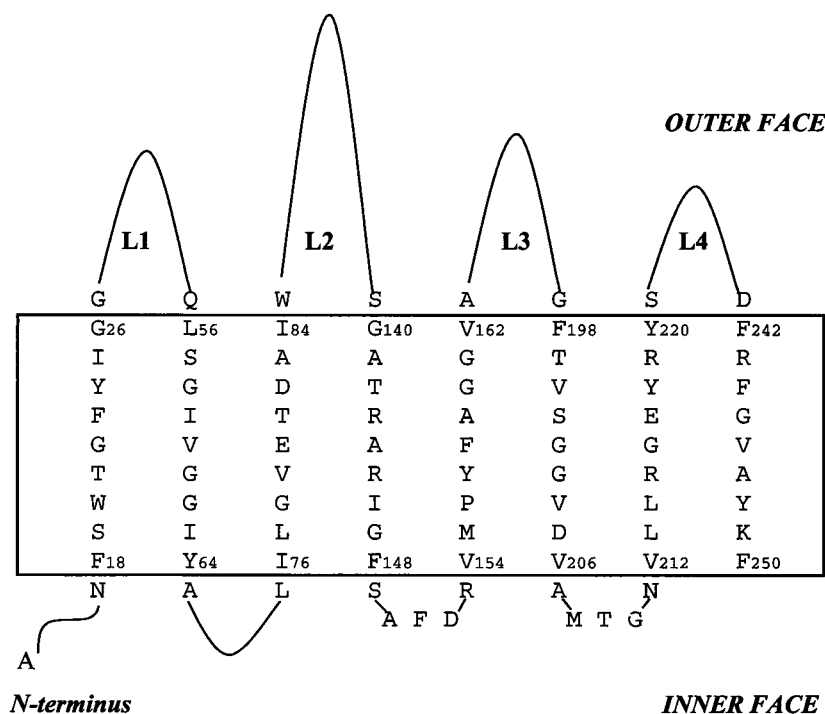 OUTER FACE
L1 L2 L3 L4
G Q W S A G S D
G26 L56 I84 G140 V162 F198 Y220 F242
I S A A G T R R
Y G D T G V Y F
F I T R A S E G
G V E A F G G V
T G V R Y G R A
W G G I P V L Y
S I L G M D L K
F18 Y64 I76 F148 V154 V206 V212 F250
N A L S R A N
A F D M T G
A
N-terminus INNER FACE